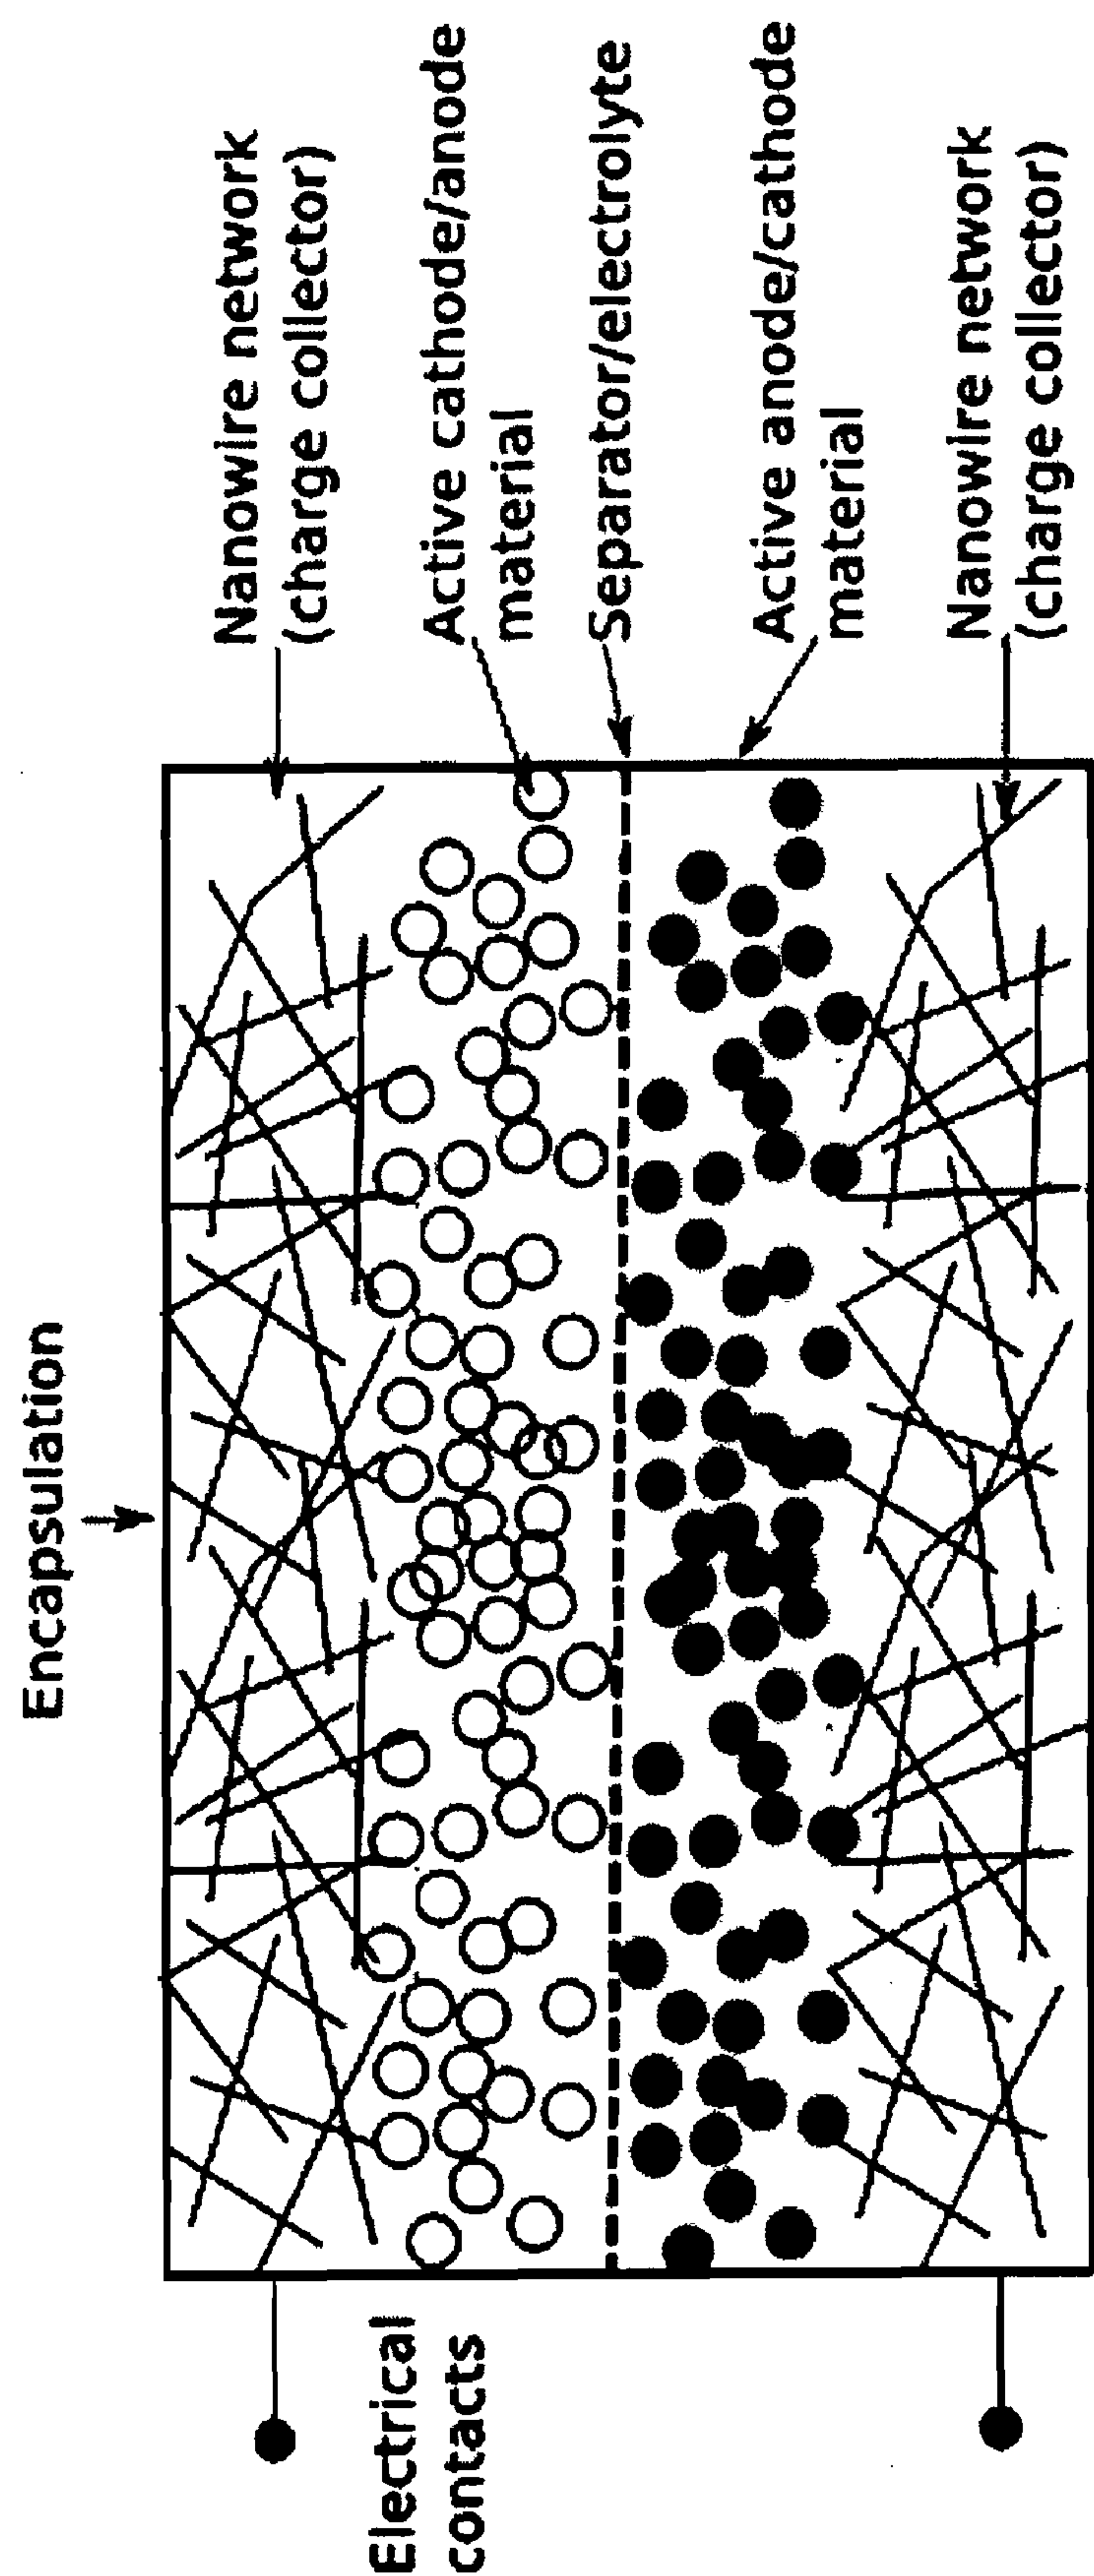 Encapsulation
Electrical
contacts
Nanowire network
(charge collector)
Active cathode/anode
material
Separator/electrolyte
Active anode/cathode
material
Nanowire network
(charge collector)